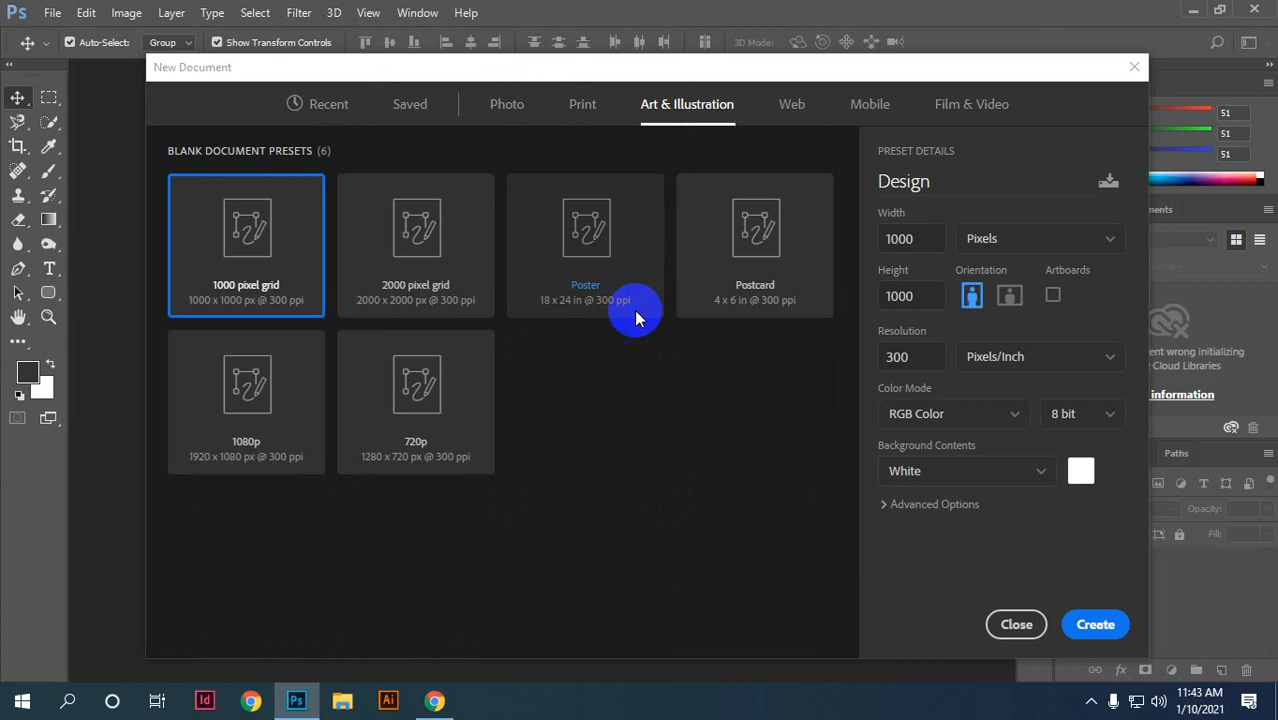 Ps File Edit Image Layer Type Select Filter 3D View Window Help
Auto-Select: Group Show Transform Controls 3D Mode:
New Document
Recent Saved Photo Print Art & Illustration Web Mobile Film & Video
BLANK DOCUMENT PRESETS (6)
1000 pixel grid
1000 x 1000 px @ 300 ppi
2000 pixel grid
2000 x 2000 px @ 300 ppi
Poster
18 x 24 in @ 300 ppi
Postcard
4 x 6 in @ 300 ppi
1080p
1920 x 1080 px @ 300 ppi
720p
1280 x 720 px @ 300 ppi
PRESET DETAILS
Design
Width
1000 Pixels
Height Orientation Artboards
1000
Resolution
300 Pixels/Inch
Color Mode
RGB Color 8 bit
Background Contents
White
Advanced Options
Close Create
51
51
51
ents
ent wrong initializing
Cloud Libraries
information
Paths
Opacity:
Fill:
fx
Id Ps Ai
11:43 AM
1/10/2021